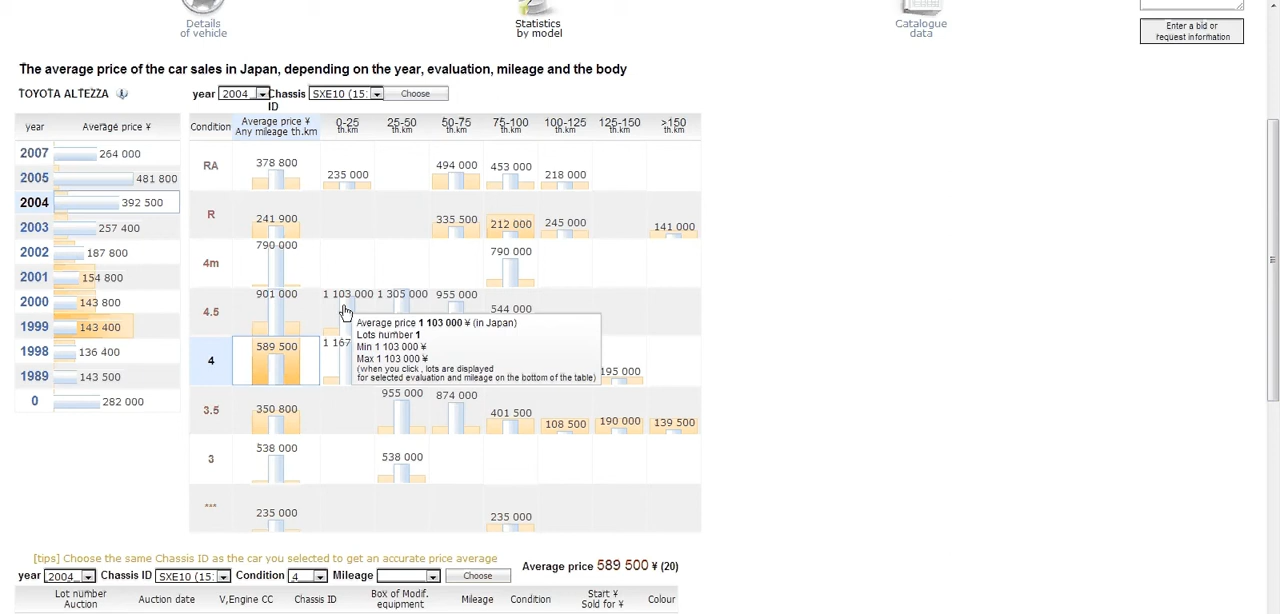 Details
of vehicle
Statistics
by model
Catalogue
data
Enter a bid or
request information
The average price of the car sales in Japan, depending on the year, evaluation, mileage and the body
TOYOTA ALTEZZA
year 2004 Chassis ID SXE10 (15: Choose
year Average price ¥
2007 264 000
2005 481 800
2004 392 500
2003 257 400
2002 187 800
2001 154 800
2000 143 800
1999 143 400
1998 136 400
1989 143 500
0 282 000
Condition Average price ¥ Any mileage th.km 0-25 th.km 25-50 th.km 50-75 th.km 75-100 th.km 100-125 th.km 125-150 th.km >150 th.km
RA 378 800 235 000 494 000 453 000 218 000
R 241 900 335 500 212 000 245 000 141 000
4m 790 000 790 000
4.5 901 000 1 103 000 1 305 000 955 000 544 000
Average price 1 103 000 ¥ (in Japan)
Lots number 1
Min 1 103 000 ¥
Max 1 103 000 ¥
(when you click , lots are displayed
for selected evaluation and mileage on the bottom of the table)
4 589 500 1 167 195 000
3.5 350 800 955 000 874 000 401 500 108 500 190 000 139 500
3 538 000 538 000
... 235 000 235 000
[tips] Choose the same Chassis ID as the car you selected to get an accurate price average
Average price 589 500 ¥ (20)
year 2004 Chassis ID SXE10 (15: Condition 4 Mileage Choose
Lot number Auction Auction date V,Engine CC Chassis ID Box of Modif. equipment Mileage Condition Start ¥ Sold for ¥ Colour